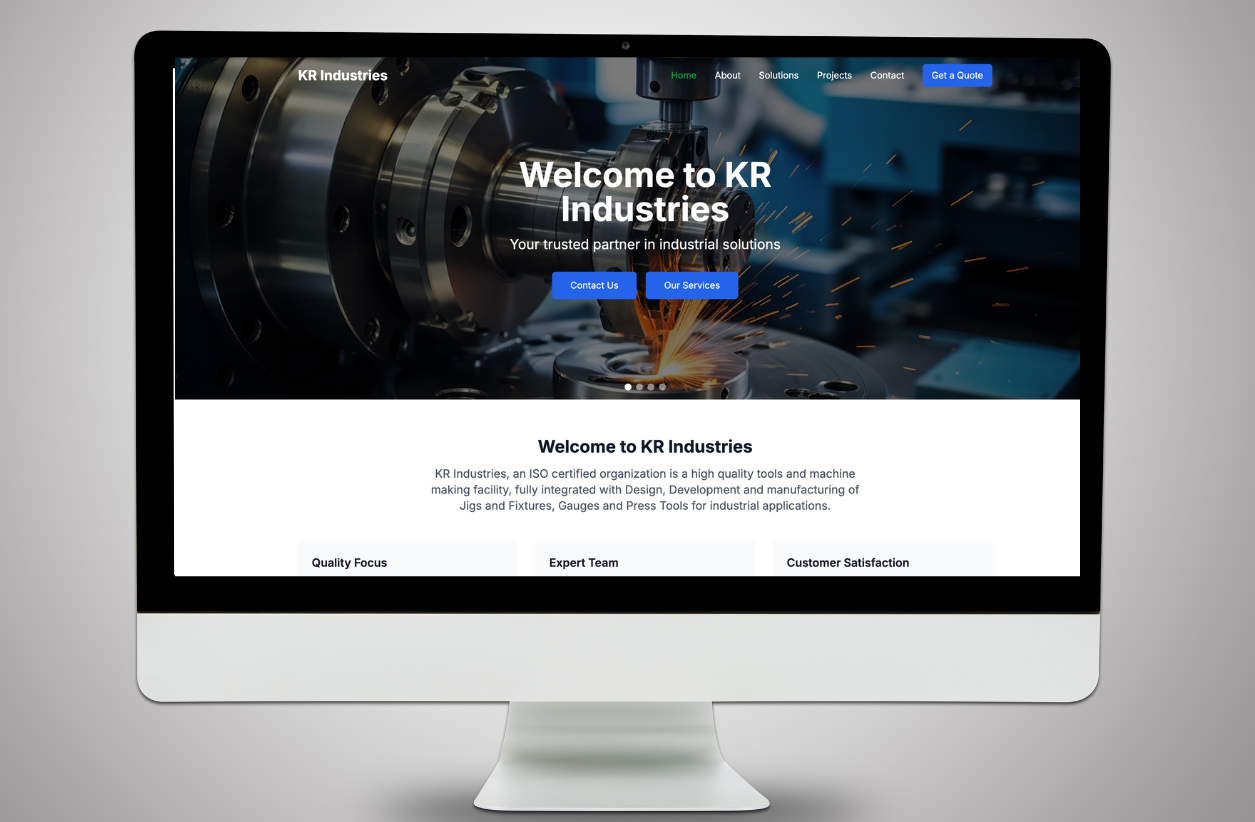 KR Industries
Home About Solutions Projects Contact Get a Quote
Welcome to KR
Industries
Your trusted partner in industrial solutions
Contact Us Our Services
Welcome to KR Industries
KR Industries, an ISO certified organization is a high quality tools and machine
making facility, fully integrated with Design, Development and manufacturing of
Jigs and Fixtures, Gauges and Press Tools for industrial applications.
Quality Focus Expert Team Customer Satisfaction